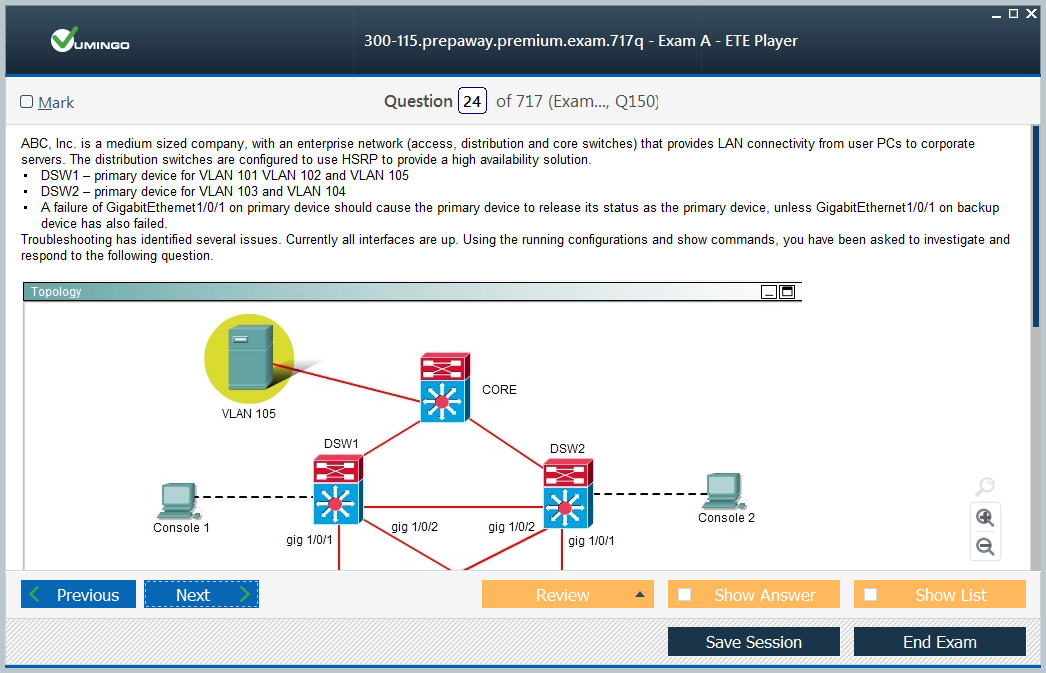 VUMINGO
300-115.prepaway.premium.exam.717q - Exam A - ETE Player
Mark
Question 24 of 717 (Exam..., Q150)
ABC, Inc. is a medium sized company, with an enterprise network (access, distribution and core switches) that provides LAN connectivity from user PCs to corporate
servers. The distribution switches are configured to use HSRP to provide a high availability solution.
• DSW1 – primary device for VLAN 101 VLAN 102 and VLAN 105
• DSW2 – primary device for VLAN 103 and VLAN 104
• A failure of GigabitEthemet1/0/1 on primary device should cause the primary device to release its status as the primary device, unless GigabitEthernet1/0/1 on backup
device has also failed.
Troubleshooting has identified several issues. Currently all interfaces are up. Using the running configurations and show commands, you have been asked to investigate and
respond to the following question.
Topology
CORE
VLAN 105
DSW1
DSW2
Console 1
Console 2
gig 1/0/2
gig 1/0/2
gig 1/0/1
gig 1/0/1
Previous
Next
Review
Show Answer
Show List
Save Session
End Exam